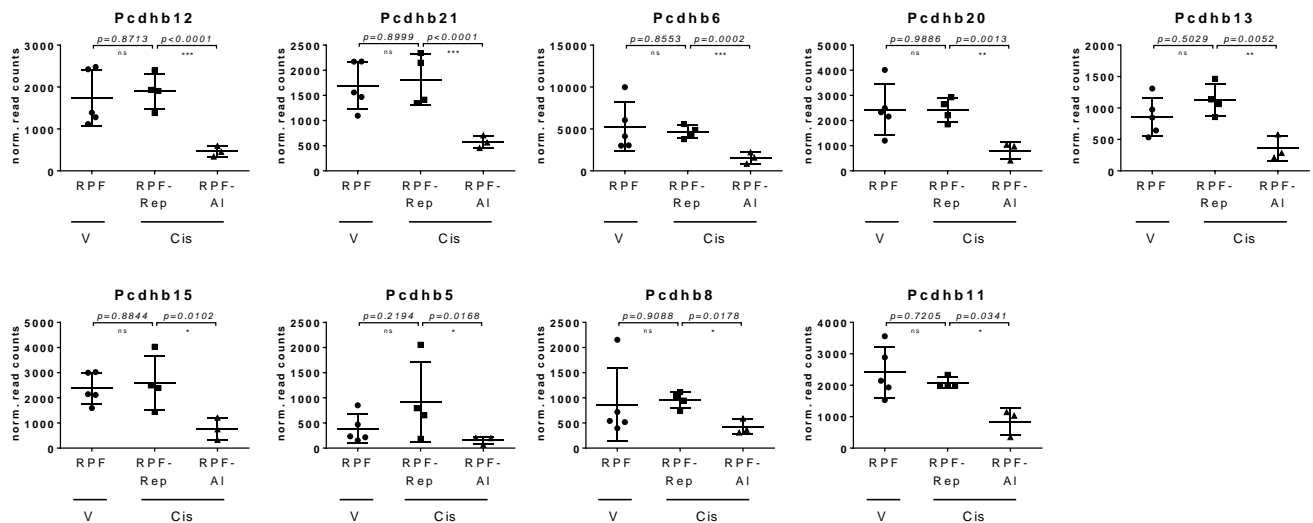 Pcdhb12
p=0.8713 p<0.0001
ns ***
norm. read counts
3000
2000
1000
0
RPF
RPF-Rep
RPF-AI
V
Cis
Pcdhb21
p=0.8999 p<0.0001
ns ***
norm. read counts
2500
2000
1500
1000
500
0
RPF
RPF-Rep
RPF-AI
V
Cis
Pcdhb6
p=0.8553 p=0.0002
ns ***
norm. read counts
15000
10000
5000
0
RPF
RPF-Rep
RPF-AI
V
Cis
Pcdhb20
p=0.9886 p=0.0013
ns **
norm. read counts
5000
4000
3000
2000
1000
0
RPF
RPF-Rep
RPF-AI
V
Cis
Pcdhb13
p=0.5029 p=0.0052
ns **
norm. read counts
2000
1500
1000
500
0
RPF
RPF-Rep
RPF-AI
V
Cis
Pcdhb15
p=0.8844 p=0.0102
ns *
norm. read counts
5000
4000
3000
2000
1000
0
RPF
RPF-Rep
RPF-AI
V
Cis
Pcdhb5
p=0.2194 p=0.0168
ns *
norm. read counts
2500
2000
1500
1000
500
0
RPF
RPF-Rep
RPF-AI
V
Cis
Pcdhb8
p=0.9088 p=0.0178
ns *
norm. read counts
2500
2000
1500
1000
500
0
RPF
RPF-Rep
RPF-AI
V
Cis
Pcdhb11
p=0.7205 p=0.0341
ns *
norm. read counts
4000
3000
2000
1000
0
RPF
RPF-Rep
RPF-AI
V
Cis